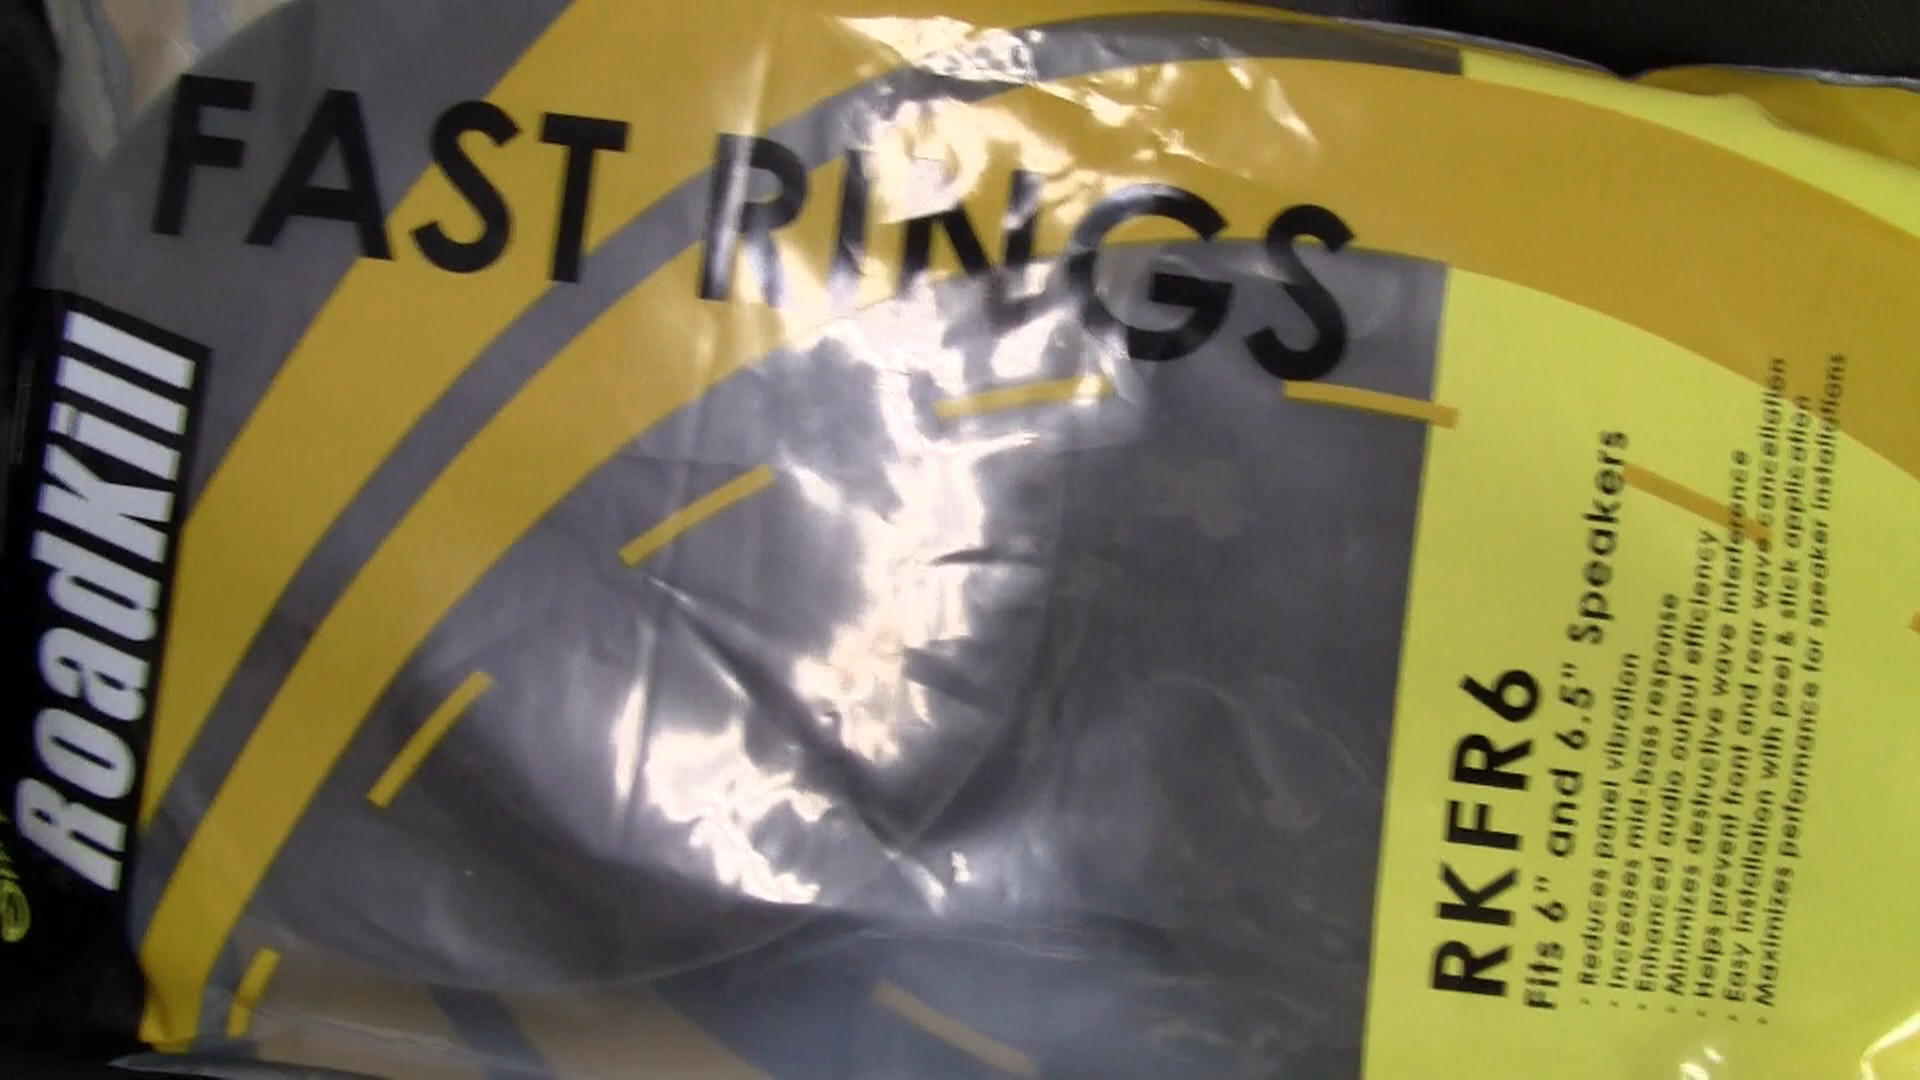 FAST RINGS
RoadKill
RKFR6
Fits 6" and 6.5" Speakers
· Reduces panel vibration
· Increases mid-bass response
· Enhanced audio output efficiency
· Minimizes destructive wave interference
· Helps prevent front and rear wave cancellation
· Easy installation with peel & stick application
· Maximizes performance for speaker installations